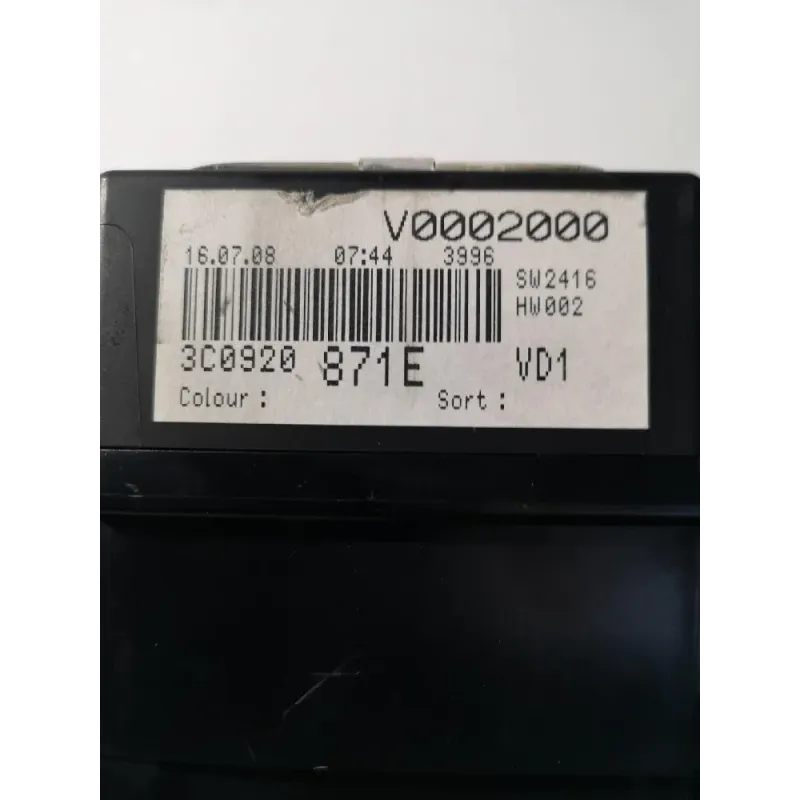 V0002000
16.07.08 07:44 3996
SW2416
HW002
3C0920 871E VD1
Colour : Sort :